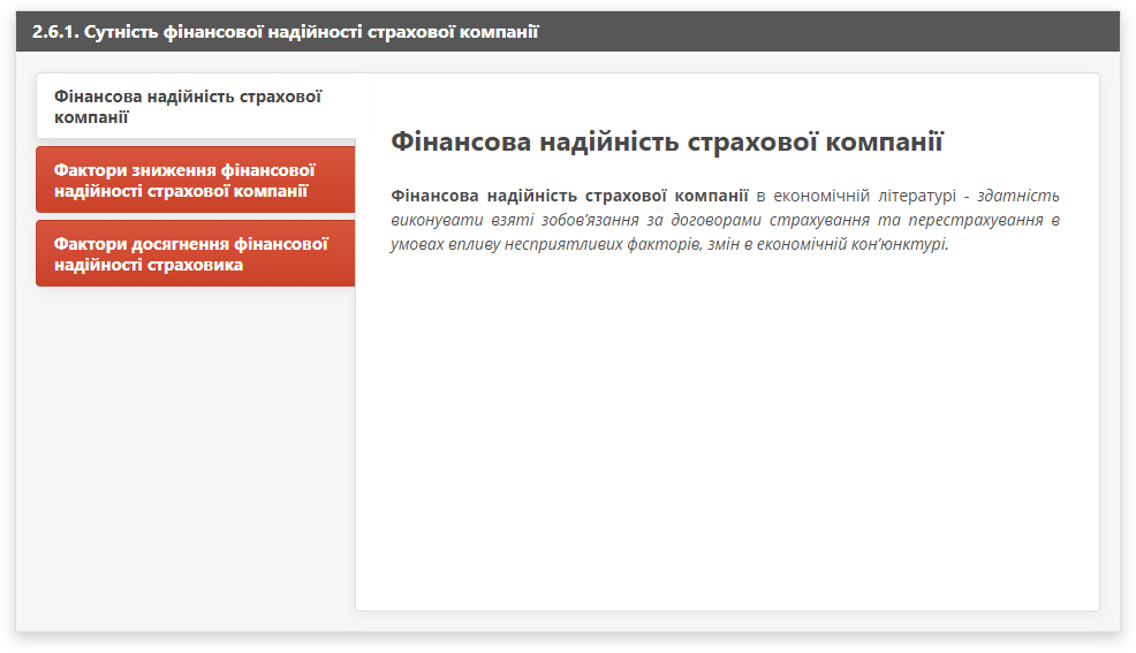 2.6.1. Сутність фінансової надійності страхової компанії
Фінансова надійність страхової
компанії
Фактори зниження фінансової
надійності страхової компанії
Фактори досягнення фінансової
надійності страховика
Фінансова надійність страхової компанії
Фінансова надійність страхової компанії в економічній літературі - здатність
виконувати взяті зобов’язання за договорами страхування та перестрахування в
умовах впливу несприятливих факторів, змін в економічній кон’юнктурі.